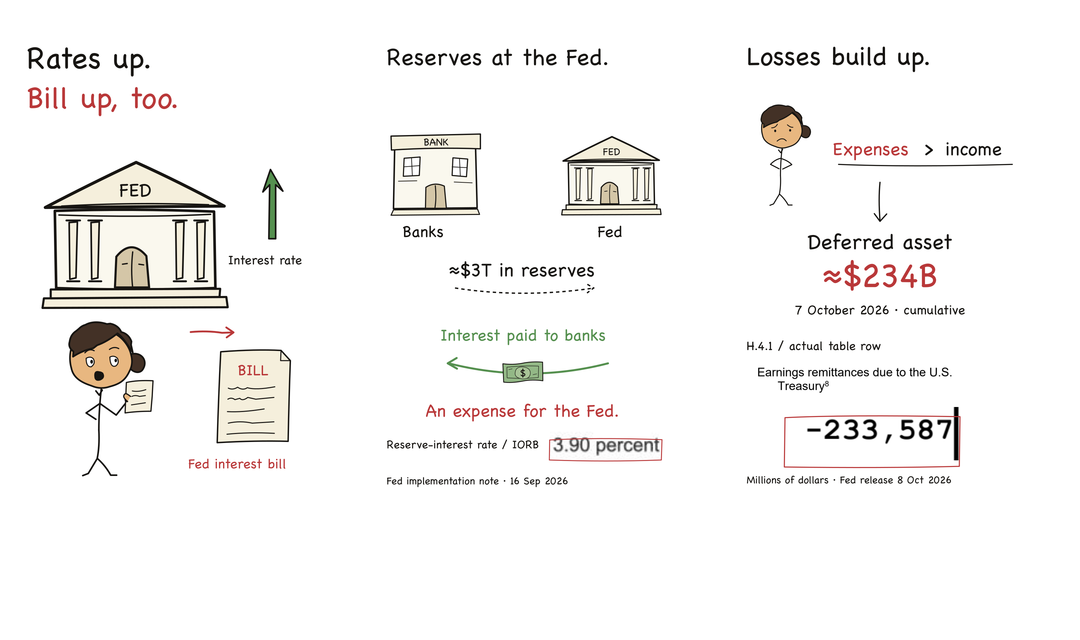 Rates up.
Bill up, too.
FED
Interest rate
BILL
Fed interest bill
Reserves at the Fed.
BANK
FED
Banks
Fed
≈$3T in reserves
Interest paid to banks
$
An expense for the Fed.
Reserve-interest rate / IORB 3.90 percent
Fed implementation note · 16 Sep 2026
Losses build up.
Expenses > income
Deferred asset
≈$234B
7 October 2026 · cumulative
H.4.1 / actual table row
Earnings remittances due to the U.S.
Treasury⁸
-233,587
Millions of dollars · Fed release 8 Oct 2026